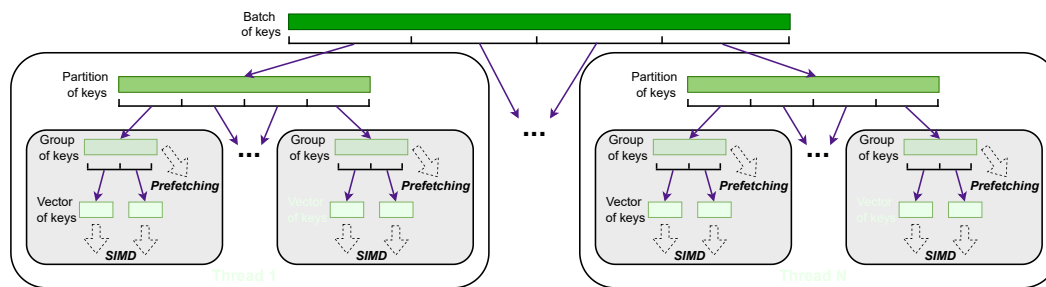 Batch
of keys
...
Partition
of keys
...
Group
of keys
Prefetching
Vector
of keys
SIMD
Group
of keys
Prefetching
Vector
of keys
SIMD
Thread 1
Partition
of keys
...
Group
of keys
Prefetching
Vector
of keys
SIMD
Group
of keys
Prefetching
Vector
of keys
SIMD
Thread N